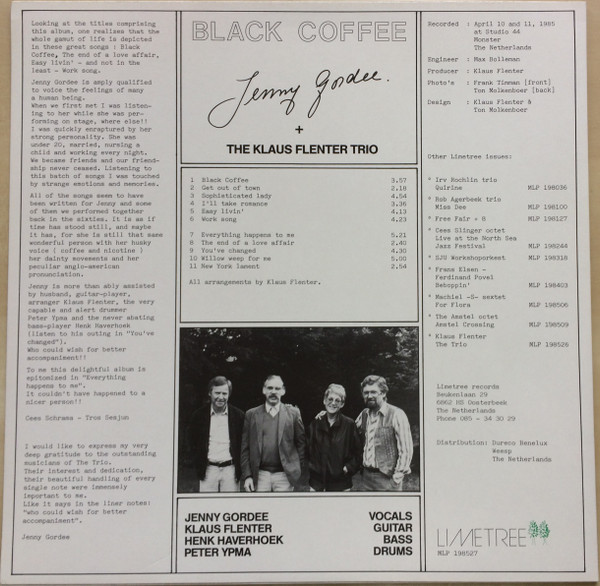 Looking at the titles comprising
this album, one realizes that the
whole gamut of life is depicted
in these great songs : Black
Coffee, The end of a love affair,
Easy livin' - and not in the
least - Work song.
Jenny Gordee is amply qualified
to voice the feelings of many
a human being.
When we first met I was listen-
ing to her while she was per-
forming on stage, where else!!
I was quickly enraptured by her
strong personality. She was
under 20, married, nursing a
child and working every night.
We became friends and our friend-
ship never ceased. Listening to
this batch of songs I was touched
by strange emotions and memories.
All of the songs seem to have
been written for Jenny and some
of them we performed together
back in the sixties. It is as if
time has stood still, and maybe
it has, for she is still that same
wonderful person with her husky
voice ( coffee and nicotine )
her dainty movements and her
peculiar anglo-american
pronunciation.
Jenny is more than ably assisted
by husband, guitar-player,
arranger Klaus Flenter, the very
capable and alert drummer
Peter Ypma and the never abating
bass-player Henk Haverhoek
(listen to his outing in "You've
changed").
Who could wish for better
accompaniment!!
To me this delightful album is
epitomised in "Everything
happens to me".
It couldn't have happened to a
nicer person!!
Cees Schrama - Tros Sesjun
I would like to express my very
deep gratitude to the outstanding
musicians of The Trio.
Their interest and dedication,
their beautiful handling of every
single note were immensely
important to me.
Like it says in the liner notes:
"Who could wish for better
accompaniment".
Jenny Gordee
BLACK COFFEE
Jenny Gordee.
+
THE KLAUS FLENTER TRIO
1 Black Coffee 3.57
2 Get out of town 2.18
3 Sophisticated lady 4.54
4 I'll take romance 3.36
5 Easy livin' 4.13
6 Work song 4.23
7 Everything happens to me 5.21
8 The end of a love affair 2.40
9 You've changed 4.30
10 Willow weep for me 5.00
11 New York lament 2.54
All arrangements by Klaus Flenter.
JENNY GORDEE VOCALS
KLAUS FLENTER GUITAR
HENK HAVERHOEK BASS
PETER YPMA DRUMS
Recorded : April 10 and 11, 1985
at Studio 44
Monster
The Netherlands
Engineer : Max Bolleman
Producer : Klaus Flenter
Photo's : Frank Timman [front]
Ton Molkenboer [back]
Design : Klaus Flenter &
Ton Molkenboer
Other Limetree issues:
* Irv Rochlin trio
Quirine MLP 198036
* Rob Agerbeek trio
Miss Dee MLP 198100
* Free Fair + 8 MLP 198127
* Cees Slinger octet
Live at the North Sea
Jazz Festival MLP 198244
* SJU Workshoporkest MLP 198318
* Frans Elsen -
Ferdinand Povel
Beboppin' MLP 198403
* Machiel -S- sextet
For Flora MLP 198506
* The Amstel octet
Amstel Crossing MLP 198509
* Klaus Flenter
The Trio MLP 198526
Limetree records
Beukenlaan 29
6862 HS Oosterbeek
The Netherlands
Phone 085 - 34 30 29
Distribution: Dureco Benelux
Weesp
The Netherlands
LIMETREE
MLP 198527